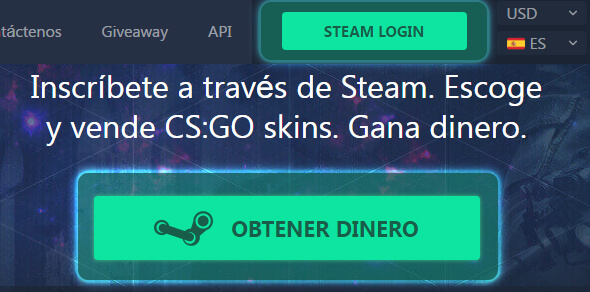 Giveaway
API
STEAM LOGIN
USD
ES
Inscríbete a través de Steam. Escoge
y vende CS:GO skins. Gana dinero.
OBTENER DINERO